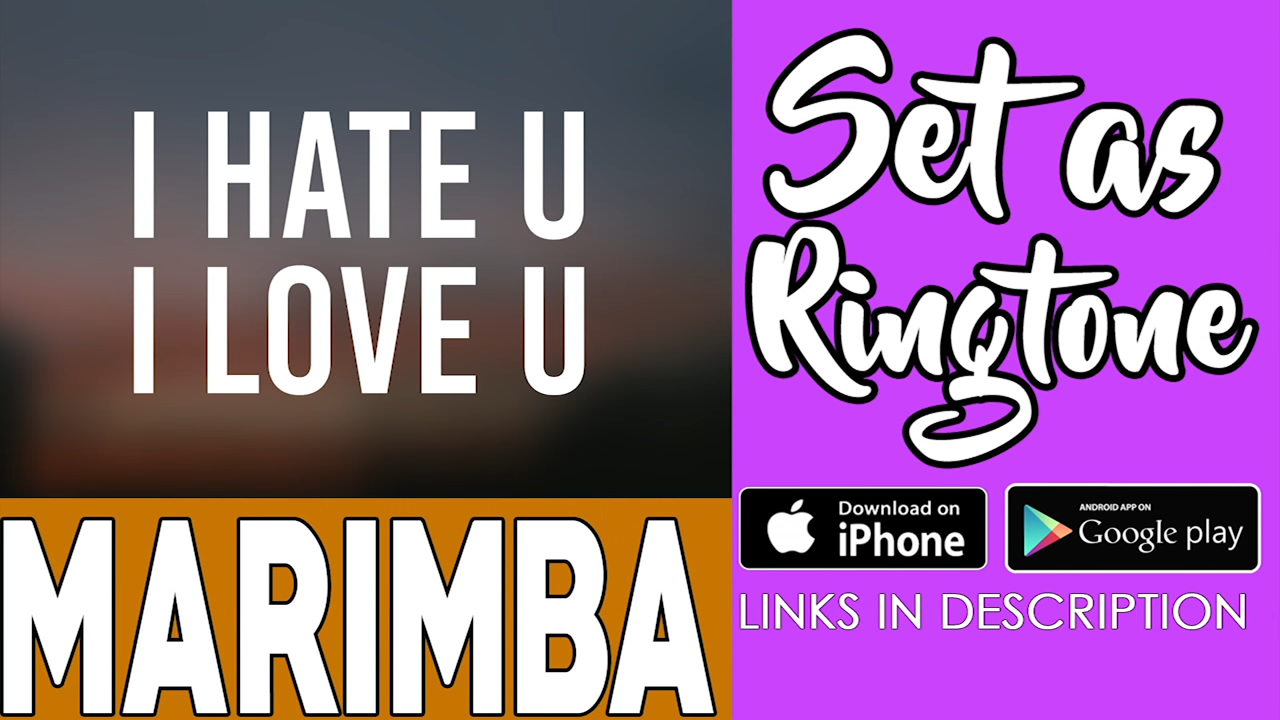 I HATE U
I LOVE U
MARIMBA
Set as
Ringtone
Download on
iPhone
ANDROID APP ON
Google play
LINKS IN DESCRIPTION